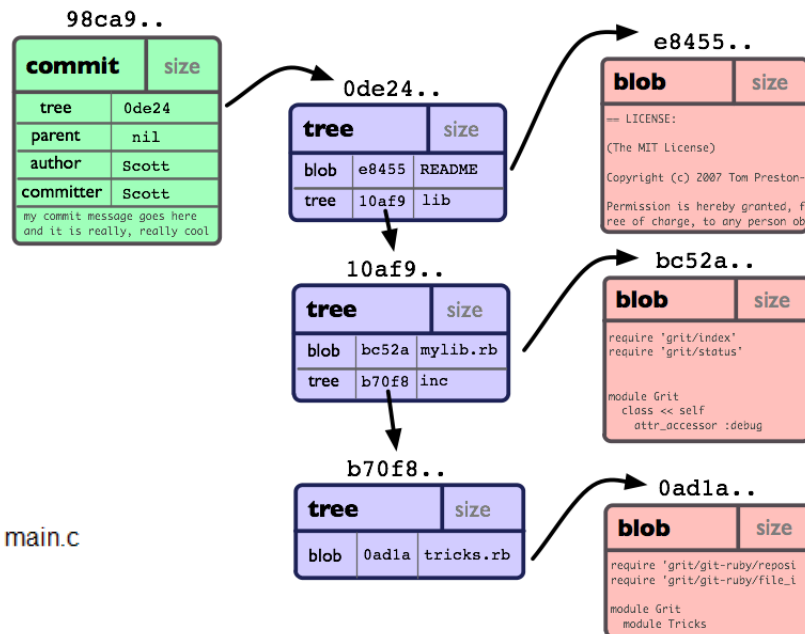 98ca9..
commit size
tree 0de24
parent nil
author Scott
committer Scott
my commit message goes here
and it is really, really cool
0de24..
tree size
blob e8455 README
tree 10af9 lib
e8455..
blob size
== LICENSE:
(The MIT License)
Copyright (c) 2007 Tom Preston-
Permission is hereby granted, f
ree of charge, to any person ob
10af9..
tree size
blob bc52a mylib.rb
tree b70f8 inc
bc52a..
blob size
require 'grit/index'
require 'grit/status'
module Grit
class << self
attr_accessor :debug
b70f8..
tree size
blob 0ad1a tricks.rb
0ad1a..
blob size
require 'grit/git-ruby/reposi
require 'grit/git-ruby/file_i
module Grit
module Tricks
main.c